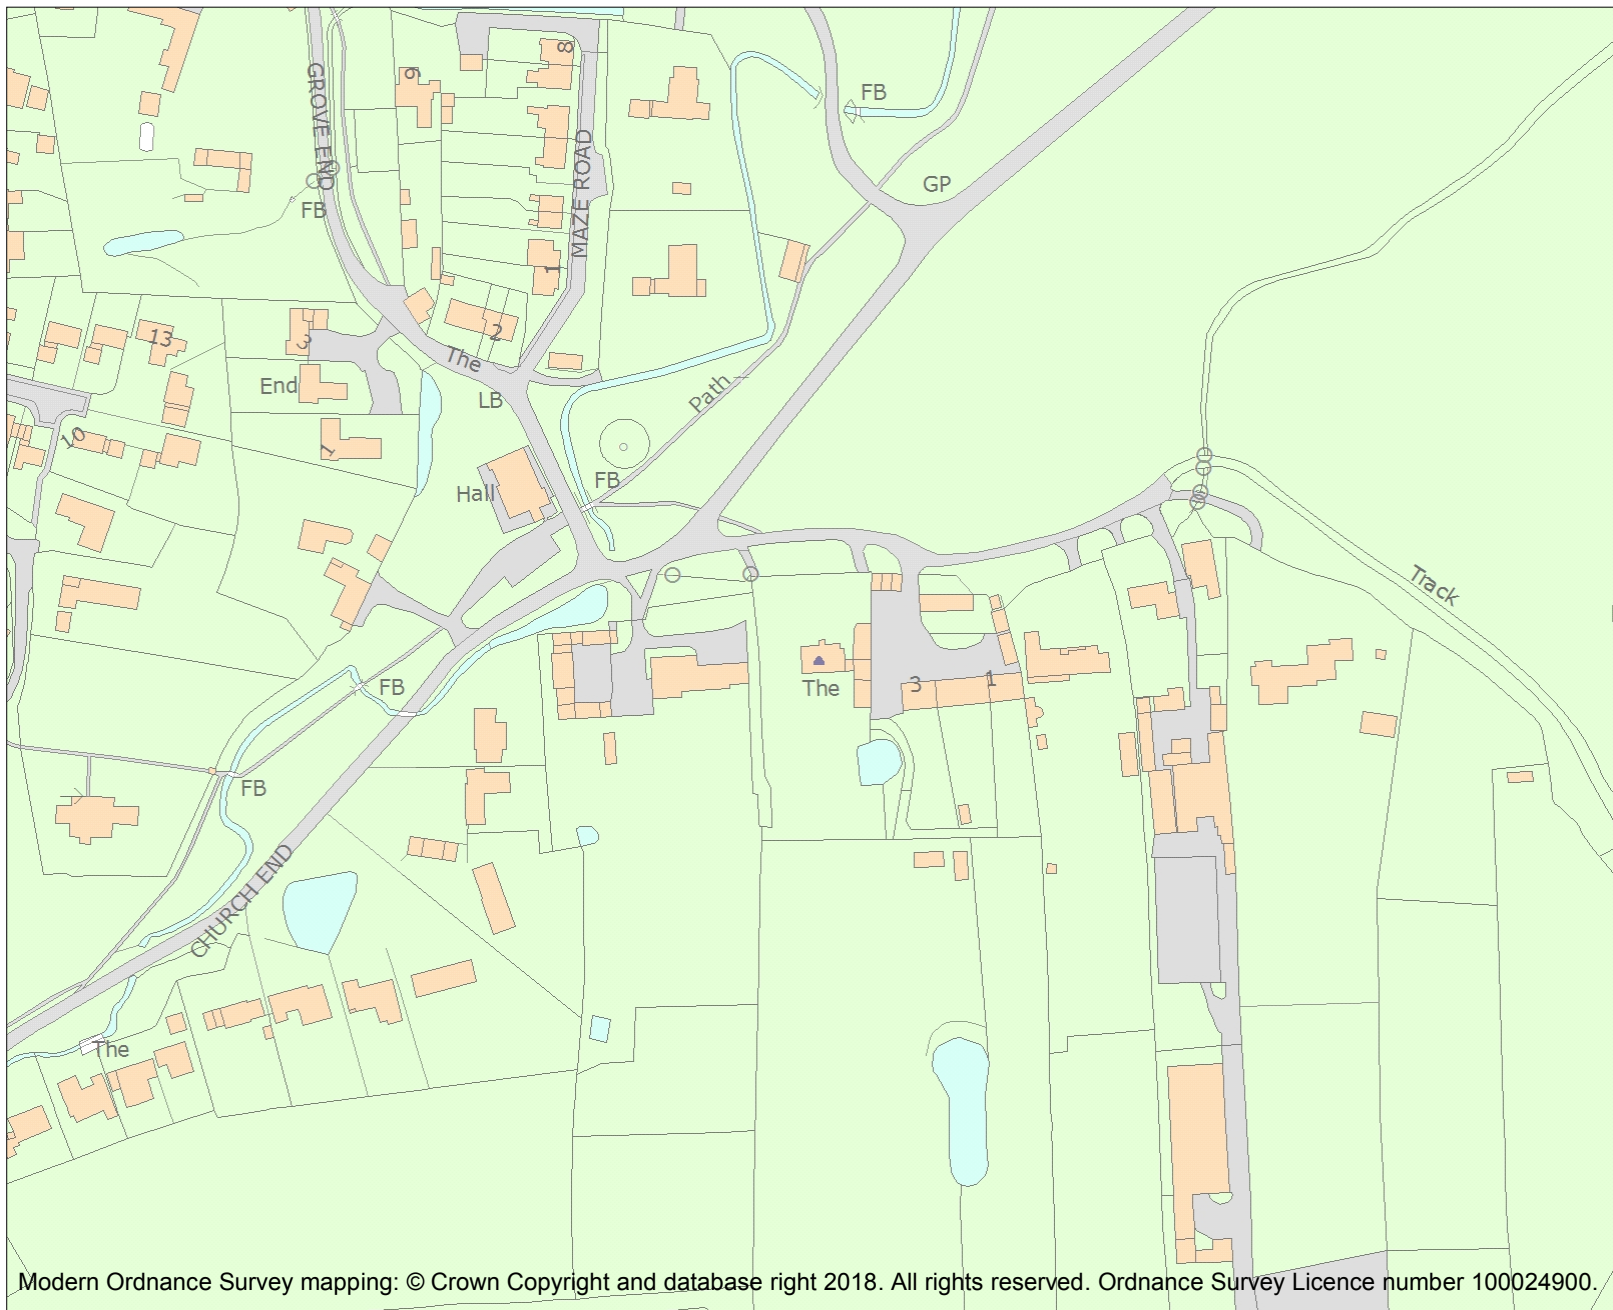 8
9
GROVE END
FB
MAZE ROAD
GP
FB
1
13
3
2
The
End
LB
Path
10
1
Hall
FB
Track
FB
The
3
1
FB
CHURCH END
The
Modern Ordnance Survey mapping: © Crown Copyright and database right 2018. All rights reserved. Ordnance Survey Licence number 100024900.